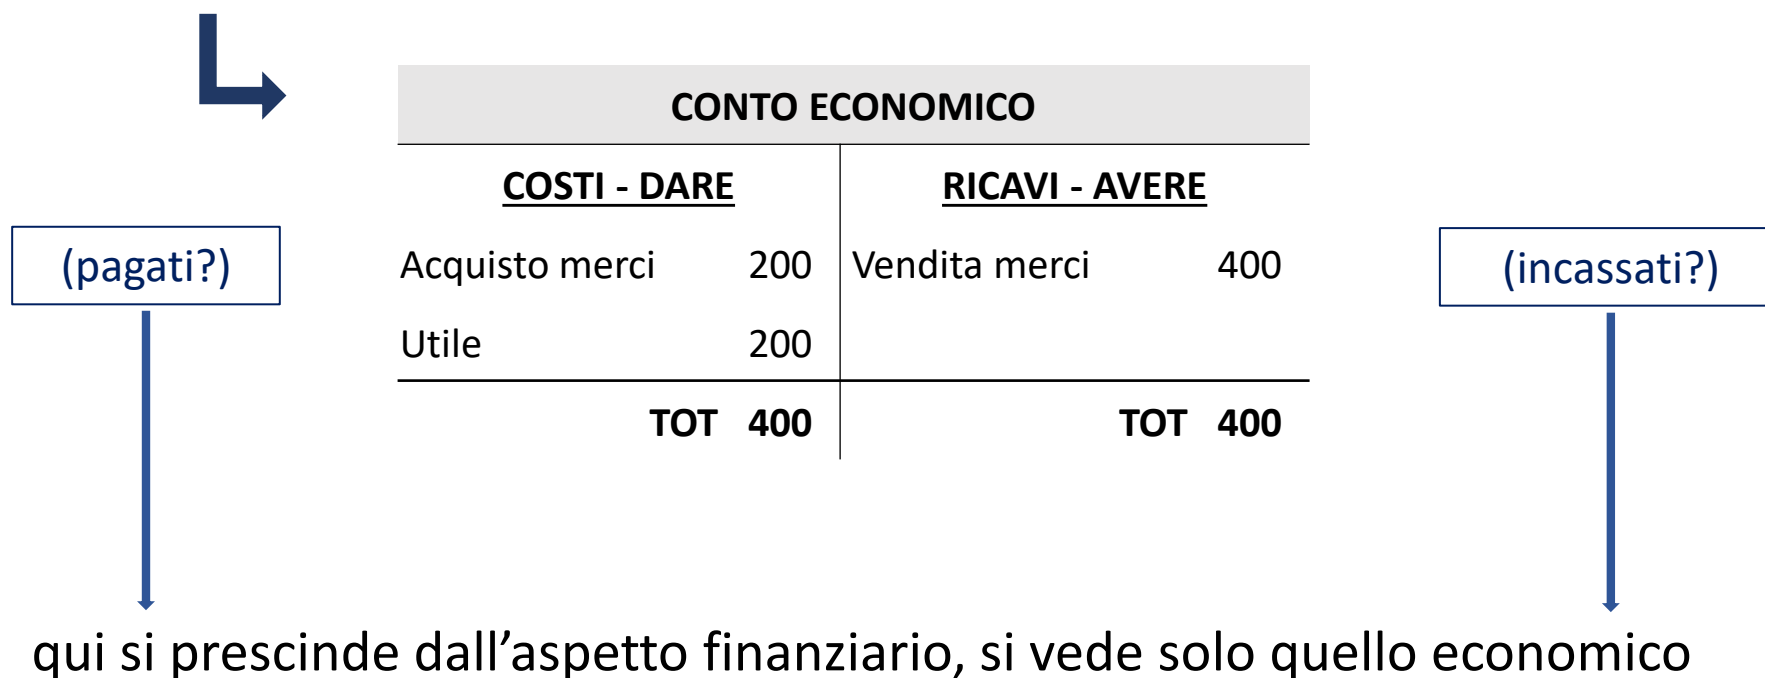 CONTO ECONOMICO
COSTI - DARE RICAVI - AVERE
(pagati?) Acquisto merci 200 Vendita merci 400 (incassati?)
Utile 200
TOT 400 TOT 400
qui si prescinde dall’aspetto finanziario, si vede solo quello economico